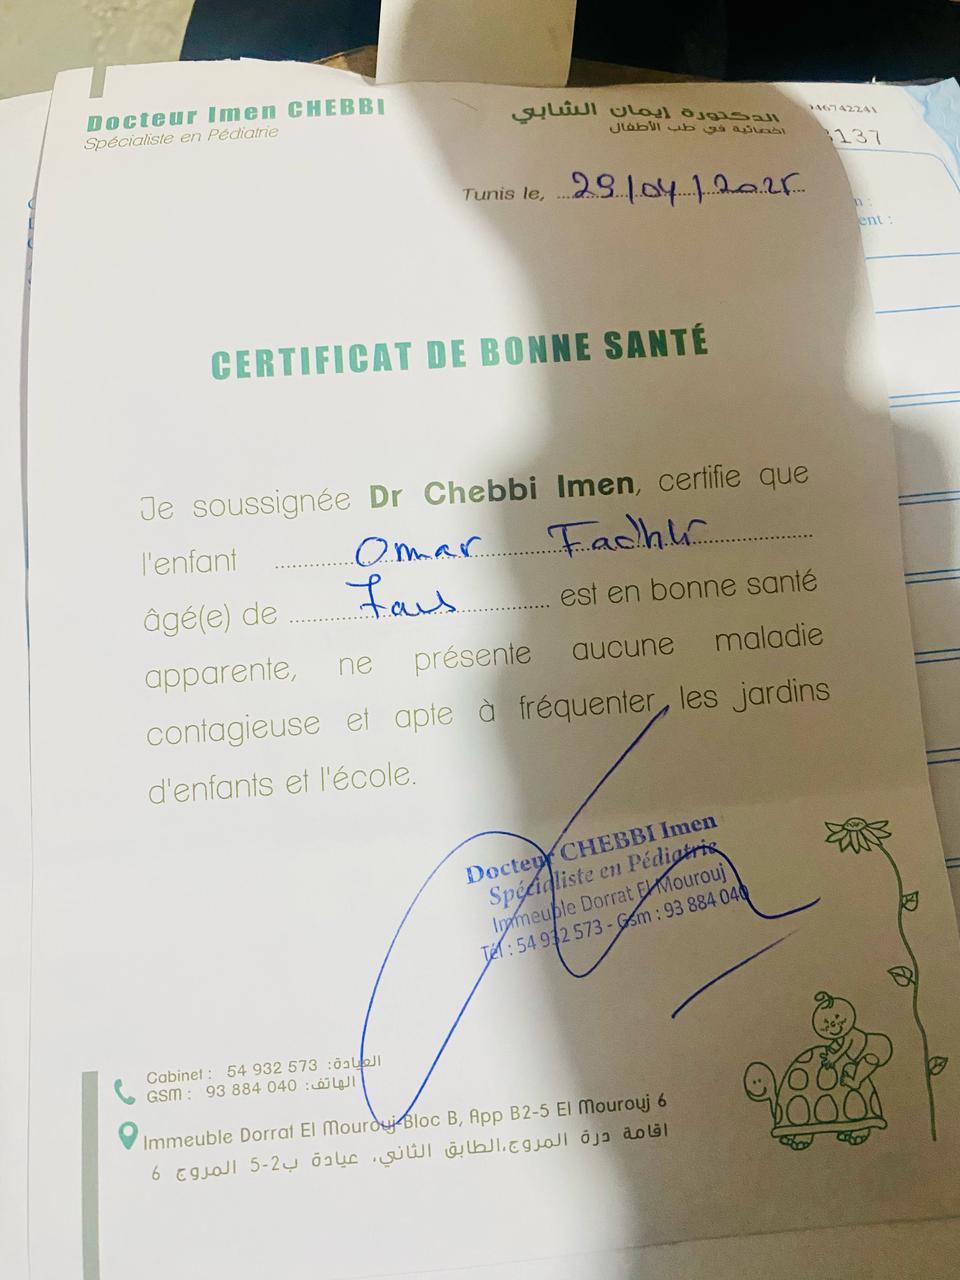 Docteur Imen CHEBBI
Spécialiste en Pédiatrie
الدكتورة إيمان الشابي
اخصائية في طب الأطفال
46742241
137
Tunis le, 29/04/2025
CERTIFICAT DE BONNE SANTÉ
Je soussignée Dr Chebbi Imen, certifie que
l'enfant Omar Fadhli
âgé(e) de 7 ans est en bonne santé
apparente, ne présente aucune maladie
contagieuse et apte à fréquenter les jardins
d'enfants et l'école.
Docteur CHEBBI Imen
Spécialiste en Pédiatrie
Immeuble Dorrat El Mourouj
Tél : 54 932 573 - Gsm : 93 884 040
Cabinet : 54 932 573 :العيادة
GSM : 93 884 040 :الهاتف
Immeuble Dorrat El Mourouj-Bloc B, App B2-5 El Mourouj 6
اقامة درة المروج،الطابق الثاني، عيادة ب2-5 المروج 6